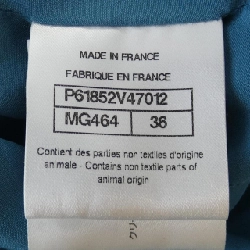 MADE IN FRANCE
FABRIQUE EN FRANCE
P61852V47012
MG464 36
Contient des parties non textiles d'origine
animale - Contains non textile parts of
animal origin